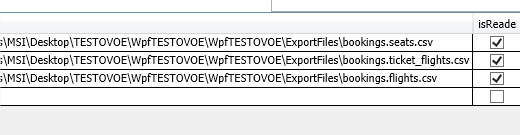 isReade
s\MSI\Desktop\TESTOVOE\WpfTESTOVOE\WpfTESTOVOE\ExportFiles\bookings.seats.csv
s\MSI\Desktop\TESTOVOE\WpfTESTOVOE\WpfTESTOVOE\ExportFiles\bookings.ticket_flights.csv
s\MSI\Desktop\TESTOVOE\WpfTESTOVOE\WpfTESTOVOE\ExportFiles\bookings.flights.csv